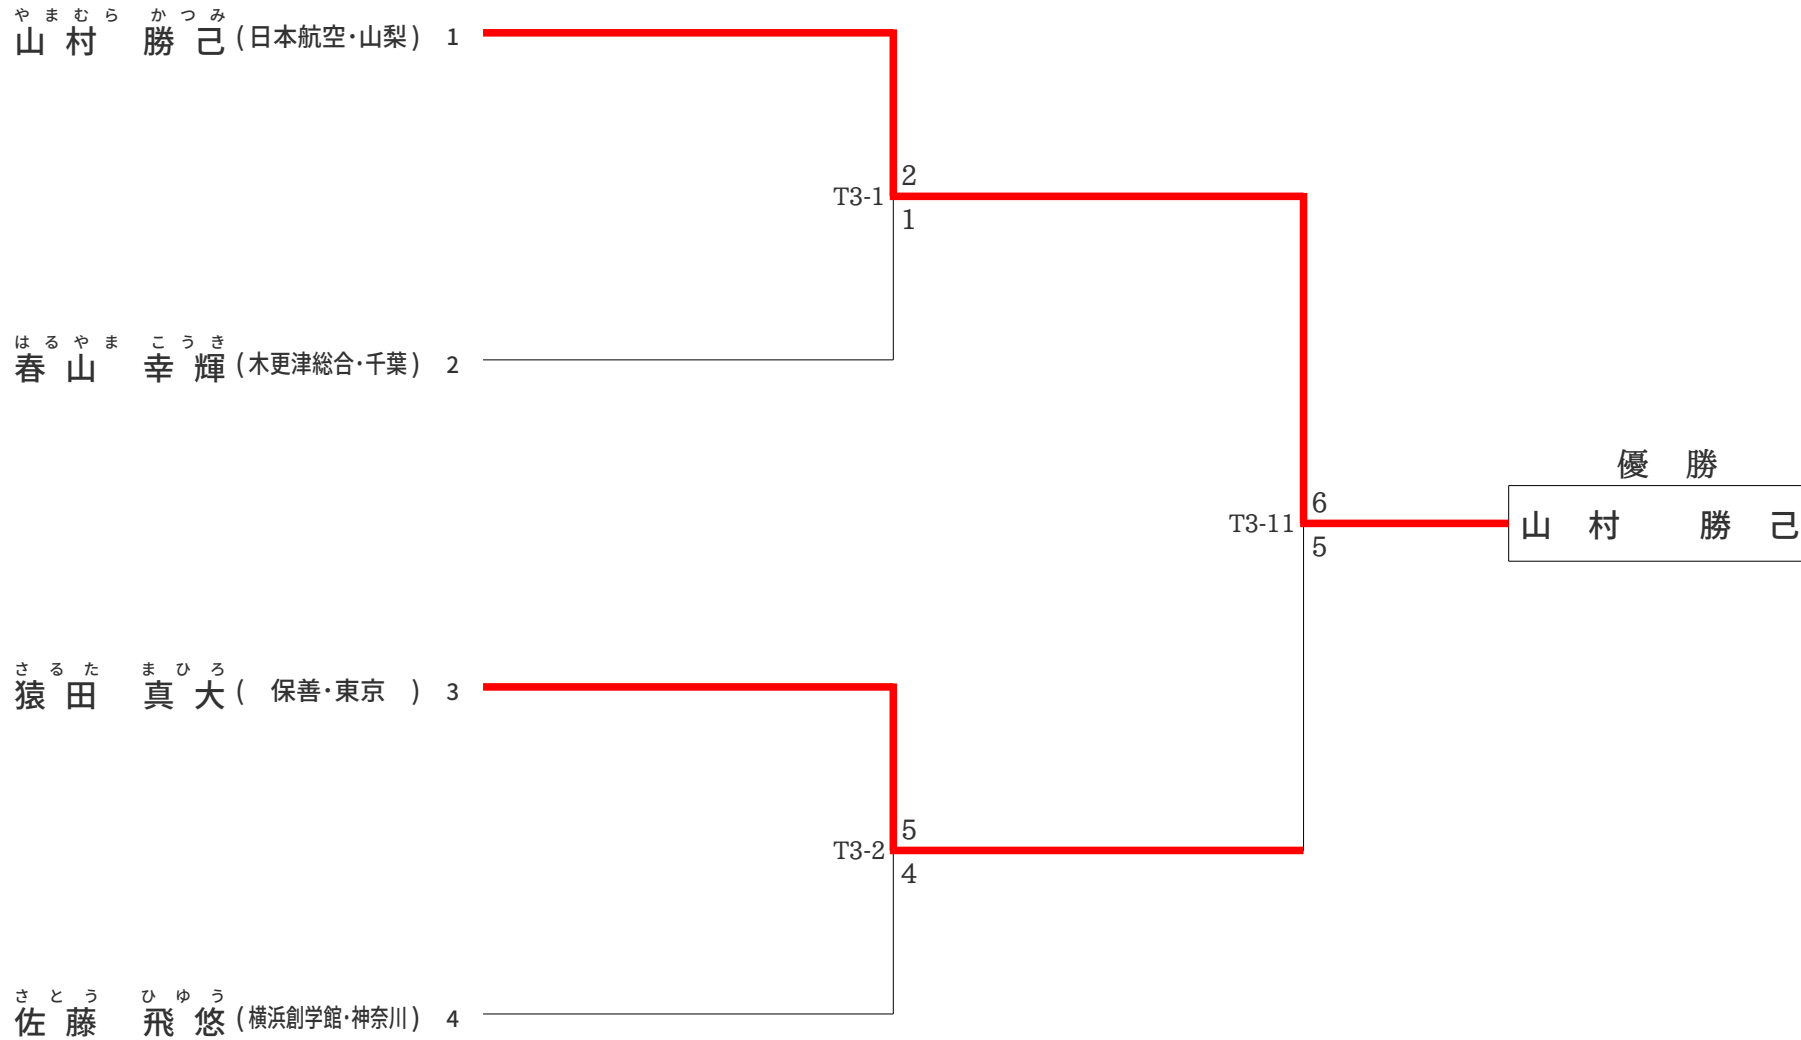 やまむら かつみ
山村 勝己 (日本航空･山梨) 1
2
T3-1
1
はるやま こうき
春山 幸輝 (木更津総合･千葉) 2
優勝
6
T3-11
山村 勝己
5
さるた まひろ
猿田 真大 ( 保善･東京 ) 3
5
T3-2
4
さとう ひゆう
佐藤 飛悠 (横浜創学館･神奈川) 4